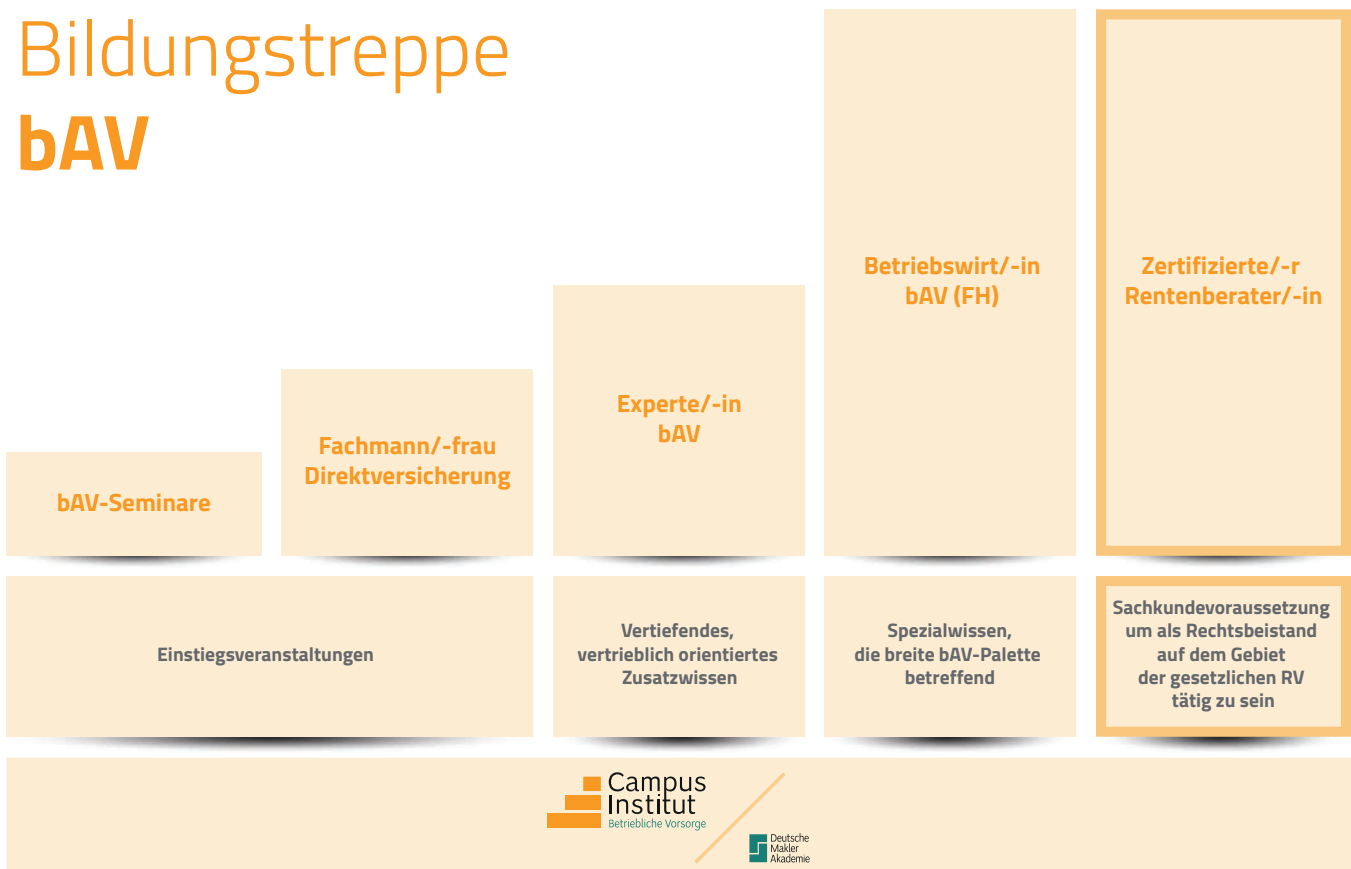 Bildungstreppe
bAV
bAV-Seminare
Fachmann/-frau
Direktversicherung
Experte/-in
bAV
Betriebswirt/-in
bAV (FH)
Zertifizierte/-r
Rentenberater/-in
Einstiegsveranstaltungen
Vertiefendes,
vertrieblich orientiertes
Zusatzwissen
Spezialwissen,
die breite bAV-Palette
betreffend
Sachkundevoraussetzung
um als Rechtsbeistand
auf dem Gebiet
der gesetzlichen RV
tätig zu sein
Campus
Institut
Betriebliche Vorsorge
Deutsche
Makler
Akademie